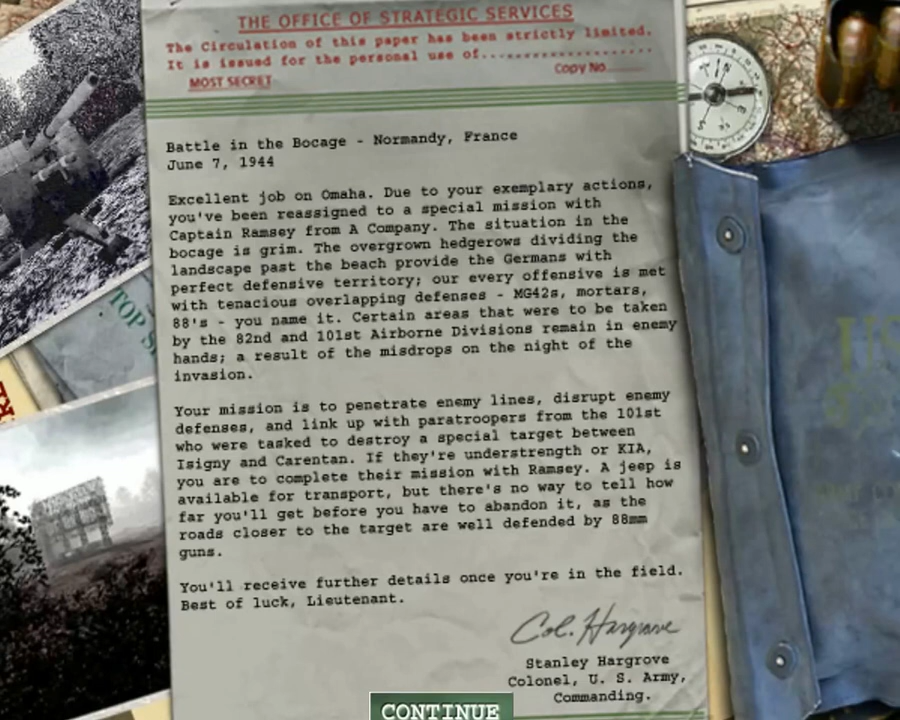 THE OFFICE OF STRATEGIC SERVICES
The Circulation of this paper has been strictly limited.
It is issued for the personal use of...................
MOST SECRET
Copy No.......
Battle in the Bocage - Normandy, France
June 7, 1944
Excellent job on Omaha. Due to your exemplary actions,
you've been reassigned to a special mission with
Captain Ramsey from A Company. The situation in the
bocage is grim. The overgrown hedgerows dividing the
landscape past the beach provide the Germans with
perfect defensive territory; our every offensive is met
with tenacious overlapping defenses - MG42s, mortars,
88's - you name it. Certain areas that were to be taken
by the 82nd and 101st Airborne Divisions remain in enemy
hands; a result of the misdrops on the night of the
invasion.
Your mission is to penetrate enemy lines, disrupt enemy
defenses, and link up with paratroopers from the 101st
who were tasked to destroy a special target between
Isigny and Carentan. If they're understrength or KIA,
you are to complete their mission with Ramsey. A jeep is
available for transport, but there's no way to tell how
far you'll get before you have to abandon it, as the
roads closer to the target are well defended by 88mm
guns.
You'll receive further details once you're in the field.
Best of luck, Lieutenant.
Col. Hargrove
Stanley Hargrove
Colonel, U. S. Army,
Commanding.
CONTINUE
TOP S
US